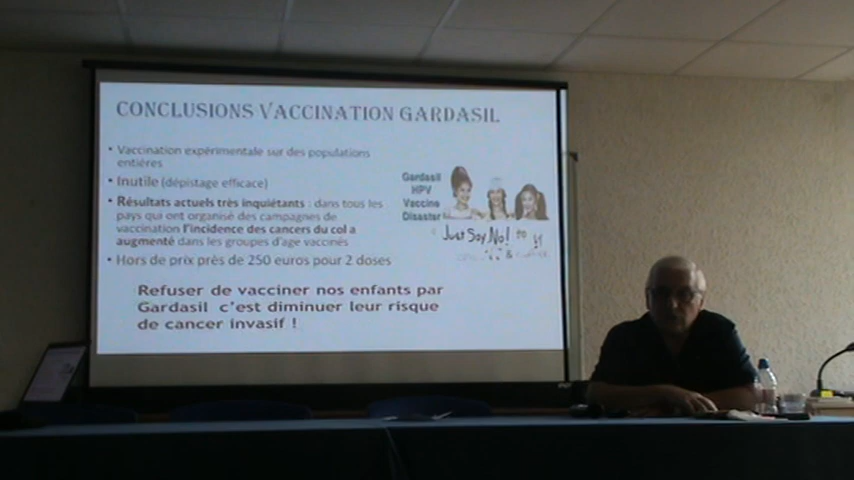 CONCLUSIONS VACCINATION GARDASIL
• Vaccination expérimentale sur des populations
entières
• Inutile (dépistage efficace)
• Résultats actuels très inquiétants : dans tous les
pays qui ont organisé des campagnes de
vaccination l'incidence des cancers du col a
augmenté dans les groupes d'age vaccinés
• Hors de prix près de 250 euros pour 2 doses
Gardasil
HPV
Vaccine
Disaster
Just Say No! to
Refuser de vacciner nos enfants par
Gardasil c'est diminuer leur risque
de cancer invasif !